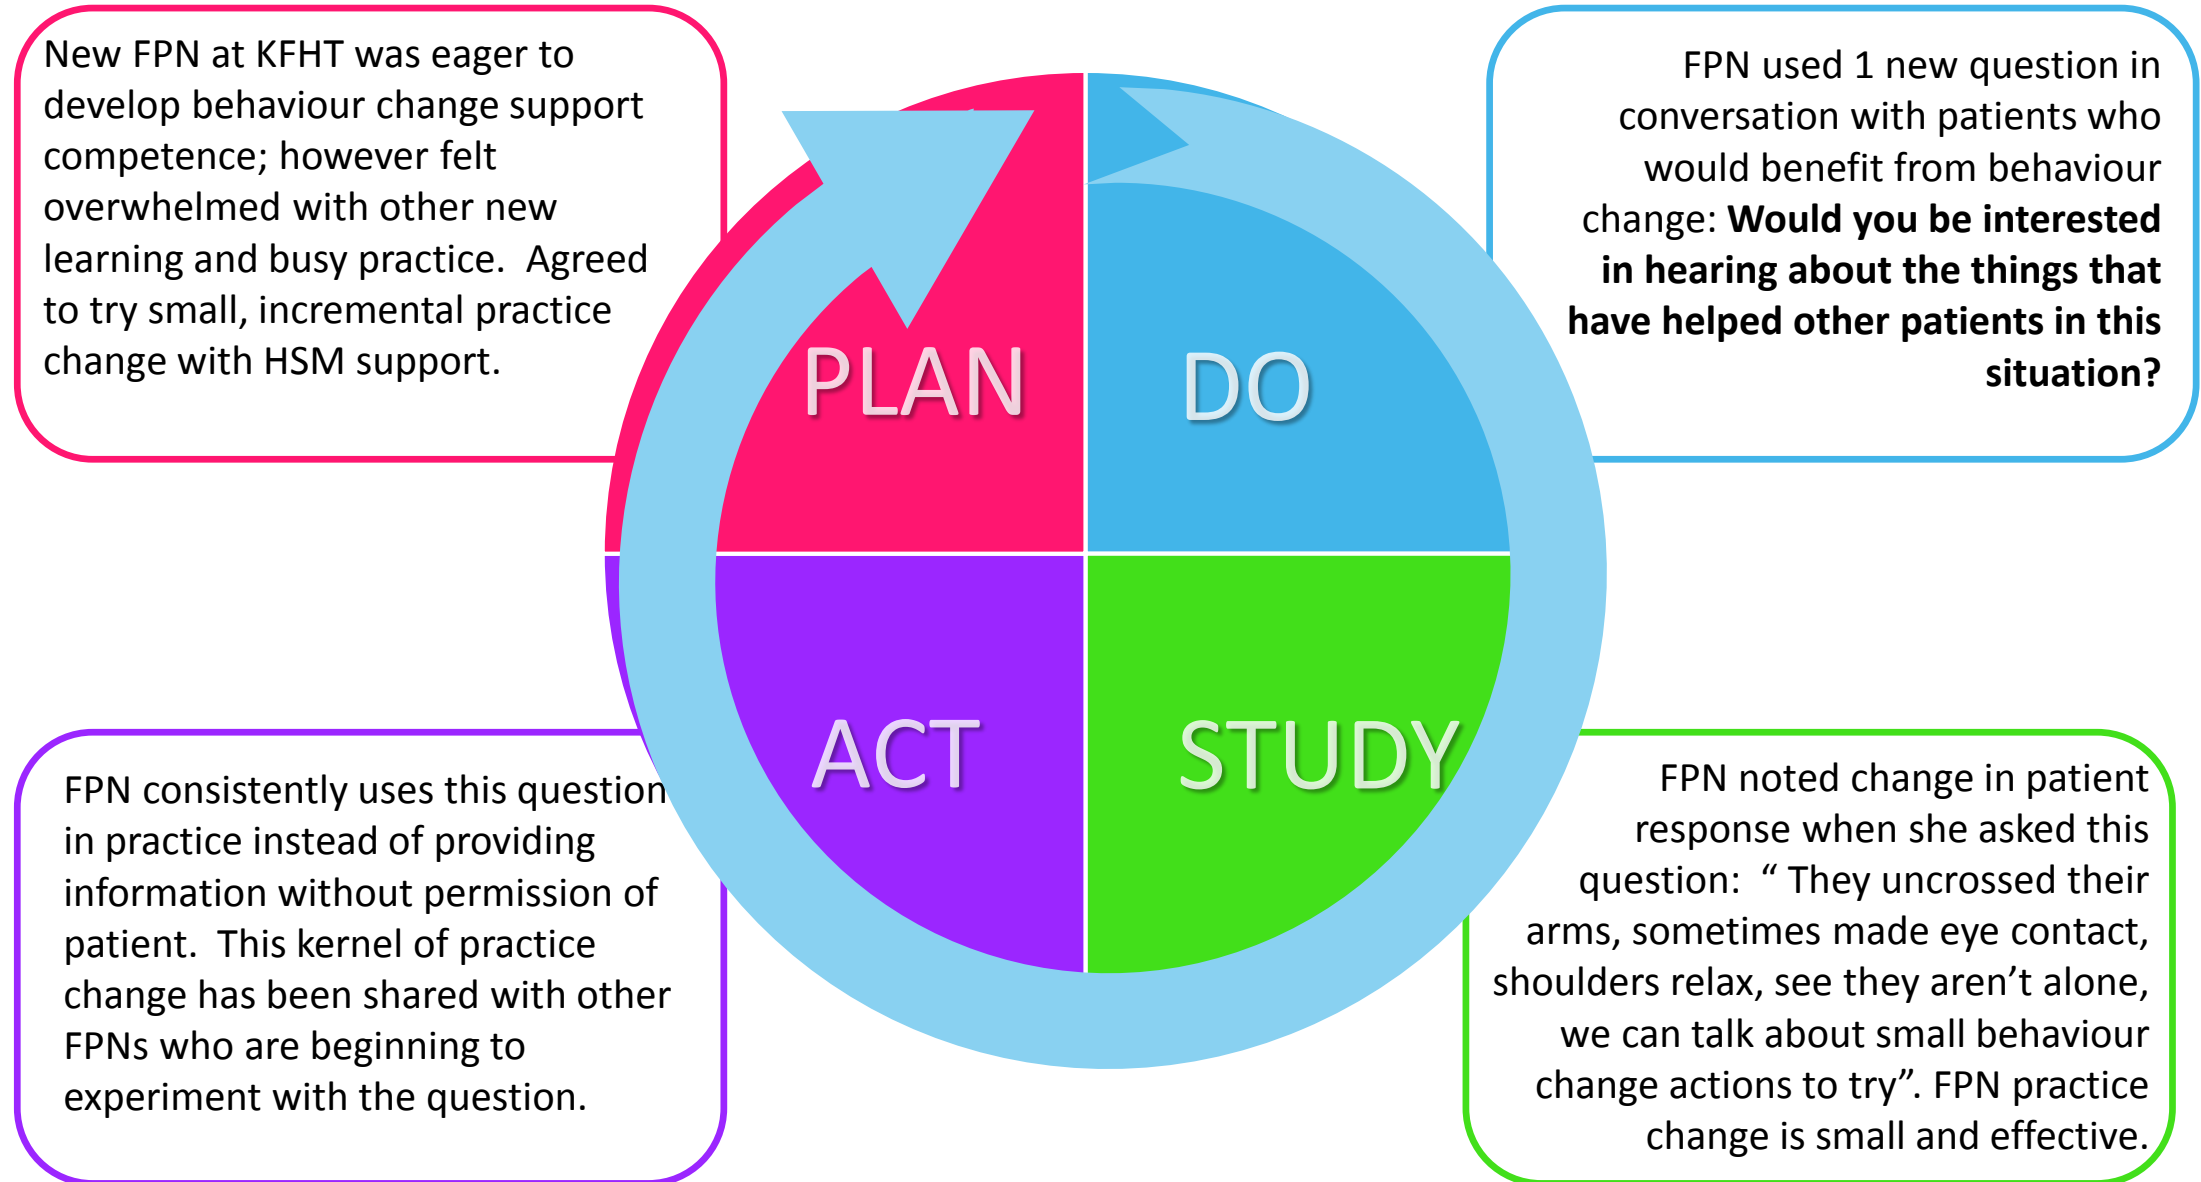 New FPN at KFHT was eager to
develop behaviour change support
competence; however felt
overwhelmed with other new
learning and busy practice.  Agreed
to try small, incremental practice
change with HSM support.
FPN used 1 new question in
conversation with patients who
would benefit from behaviour
change: Would you be interested
in hearing about the things that
have helped other patients in this
situation?
PLAN
DO
ACT
STUDY
FPN consistently uses this question
in practice instead of providing
information without permission of
patient.  This kernel of practice
change has been shared with other
FPNs who are beginning to
experiment with the question.
FPN noted change in patient
response when she asked this
question:  “ They uncrossed their
arms, sometimes made eye contact,
shoulders relax, see they aren’t alone,
we can talk about small behaviour
change actions to try”. FPN practice
change is small and effective.